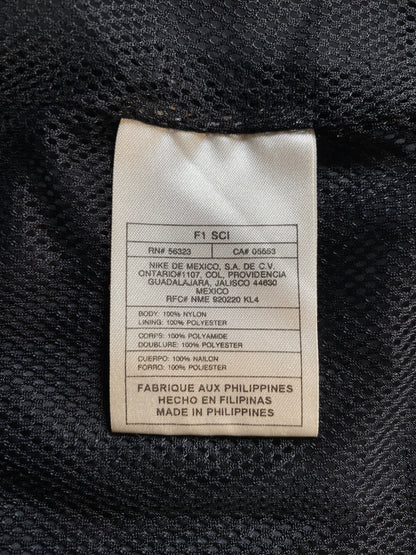 F1 SCI
RN# 56323 CA# 05553
NIKE DE MEXICO, S.A. DE C.V.
ONTARIO#1107, COL, PROVIDENCIA
GUADALAJARA, JALISCO 44630
MEXICO
RFC# NME 920220 KL4
BODY: 100% NYLON
LINING: 100% POLYESTER
CORPS: 100% POLYAMIDE
DOUBLURE: 100% POLYESTER
CUERPO: 100% NAILON
FORRO: 100% POLIESTER
FABRIQUE AUX PHILIPPINES
HECHO EN FILIPINAS
MADE IN PHILIPPINES